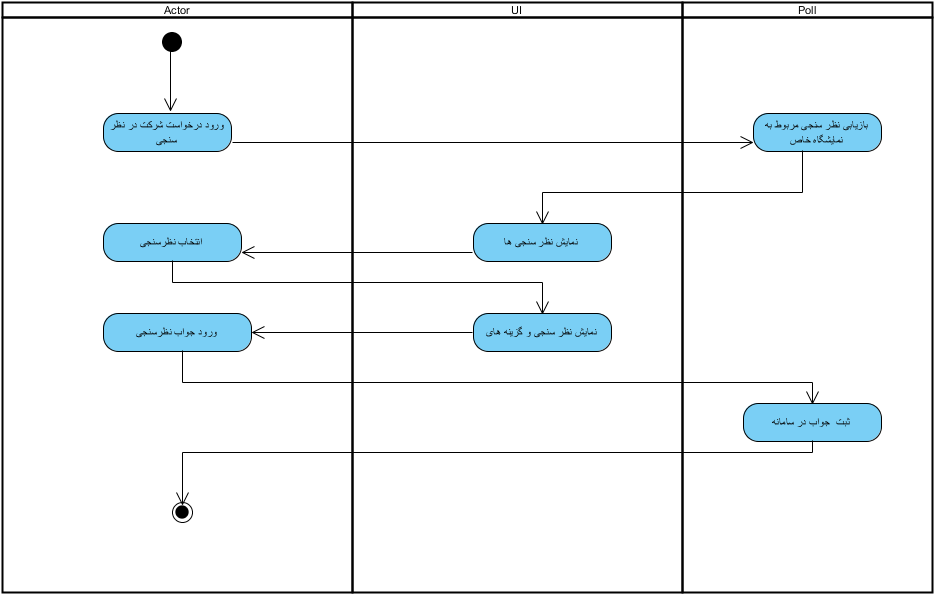 Actor
UI
Poll
ورود درخواست شرکت در نظر
سنجی
بازیابی نظر سنجی مربوط به
نمایشگاه خاص
نمایش نظر سنجی ها
انتخاب نظرسنجی
نمایش نظر سنجی و گزینه های
ورود جواب نظرسنجی
ثبت جواب در سامانه